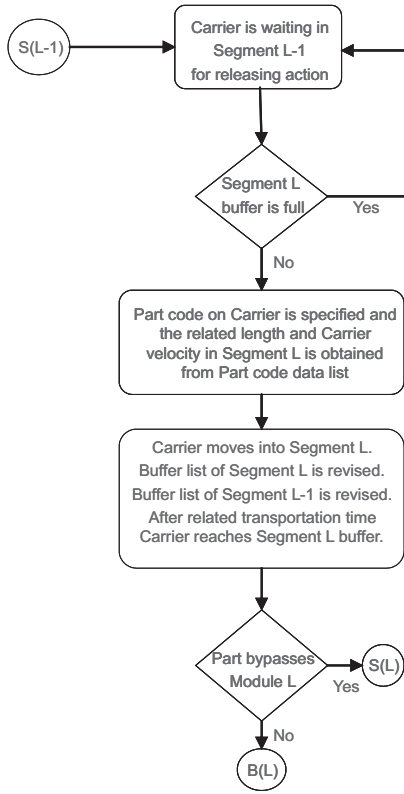 S(L-1)
Carrier is waiting in
Segment L-1
for releasing action
Segment L
buffer is full
Yes
No
Part code on Carrier is specified and
the related length and Carrier
velocity in Segment L is obtained
from Part code data list
Carrier moves into Segment L.
Buffer list of Segment L is revised.
Buffer list of Segment L-1 is revised.
After related transportation time
Carrier reaches Segment L buffer.
Part bypasses
Module L
Yes
S(L)
No
B(L)